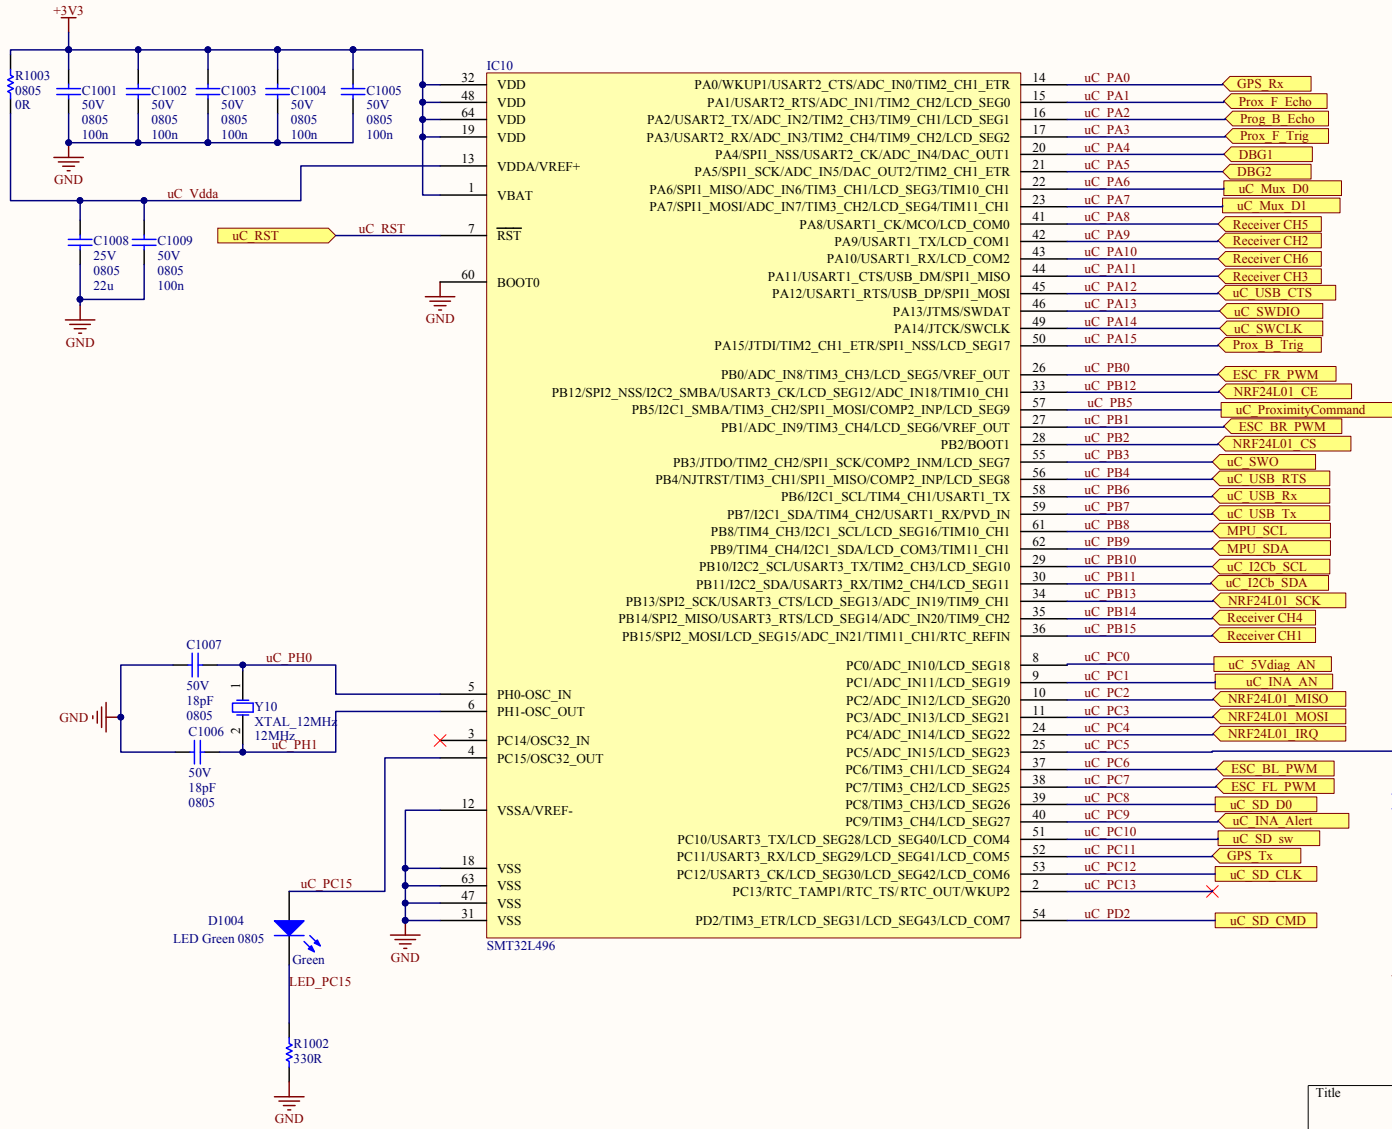 +3V3
R1003
0805
0R
C1001
50V
0805
100n
C1002
50V
0805
100n
C1003
50V
0805
100n
C1004
50V
0805
100n
C1005
50V
0805
100n
GND
uC_Vdda
C1008
25V
0805
22u
C1009
50V
0805
100n
GND
uC_RST
uC_RST
GND
IC10
32 VDD
48 VDD
64 VDD
19 VDD
13 VDDA/VREF+
1 VBAT
7 RST
60 BOOT0
5 PH0-OSC_IN
6 PH1-OSC_OUT
3 PC14/OSC32_IN
4 PC15/OSC32_OUT
12 VSSA/VREF-
18 VSS
63 VSS
47 VSS
31 VSS
SMT32L496
PA0/WKUP1/USART2_CTS/ADC_IN0/TIM2_CH1_ETR 14 uC_PA0 GPS_Rx
PA1/USART2_RTS/ADC_IN1/TIM2_CH2/LCD_SEG0 15 uC_PA1 Prox_F_Echo
PA2/USART2_TX/ADC_IN2/TIM2_CH3/TIM9_CH1/LCD_SEG1 16 uC_PA2 Prog_B_Echo
PA3/USART2_RX/ADC_IN3/TIM2_CH4/TIM9_CH2/LCD_SEG2 17 uC_PA3 Prox_F_Trig
PA4/SPI1_NSS/USART2_CK/ADC_IN4/DAC_OUT1 20 uC_PA4 DBG1
PA5/SPI1_SCK/ADC_IN5/DAC_OUT2/TIM2_CH1_ETR 21 uC_PA5 DBG2
PA6/SPI1_MISO/ADC_IN6/TIM3_CH1/LCD_SEG3/TIM10_CH1 22 uC_PA6 uC_Mux_D0
PA7/SPI1_MOSI/ADC_IN7/TIM3_CH2/LCD_SEG4/TIM11_CH1 23 uC_PA7 uC_Mux_D1
PA8/USART1_CK/MCO/LCD_COM0 41 uC_PA8 Receiver CH5
PA9/USART1_TX/LCD_COM1 42 uC_PA9 Receiver CH2
PA10/USART1_RX/LCD_COM2 43 uC_PA10 Receiver CH6
PA11/USART1_CTS/USB_DM/SPI1_MISO 44 uC_PA11 Receiver CH3
PA12/USART1_RTS/USB_DP/SPI1_MOSI 45 uC_PA12 uC_USB_CTS
PA13/JTMS/SWDAT 46 uC_PA13 uC_SWDIO
PA14/JTCK/SWCLK 49 uC_PA14 uC_SWCLK
PA15/JTDI/TIM2_CH1_ETR/SPI1_NSS/LCD_SEG17 50 uC_PA15 Prox_B_Trig
PB0/ADC_IN8/TIM3_CH3/LCD_SEG5/VREF_OUT 26 uC_PB0 ESC_FR_PWM
PB12/SPI2_NSS/I2C2_SMBA/USART3_CK/LCD_SEG12/ADC_IN18/TIM10_CH1 33 uC_PB12 NRF24L01_CE
PB5/I2C1_SMBA/TIM3_CH2/SPI1_MOSI/COMP2_INP/LCD_SEG9 57 uC_PB5 uC_ProximityCommand
PB1/ADC_IN9/TIM3_CH4/LCD_SEG6/VREF_OUT 27 uC_PB1 ESC_BR_PWM
PB2/BOOT1 28 uC_PB2 NRF24L01_CS
PB3/JTDO/TIM2_CH2/SPI1_SCK/COMP2_INM/LCD_SEG7 55 uC_PB3 uC_SWO
PB4/NJTRST/TIM3_CH1/SPI1_MISO/COMP2_INP/LCD_SEG8 56 uC_PB4 uC_USB_RTS
PB6/I2C1_SCL/TIM4_CH1/USART1_TX 58 uC_PB6 uC_USB_Rx
PB7/I2C1_SDA/TIM4_CH2/USART1_RX/PVD_IN 59 uC_PB7 uC_USB_Tx
PB8/TIM4_CH3/I2C1_SCL/LCD_SEG16/TIM10_CH1 61 uC_PB8 MPU_SCL
PB9/TIM4_CH4/I2C1_SDA/LCD_COM3/TIM11_CH1 62 uC_PB9 MPU_SDA
PB10/I2C2_SCL/USART3_TX/TIM2_CH3/LCD_SEG10 29 uC_PB10 uC_I2Cb_SCL
PB11/I2C2_SDA/USART3_RX/TIM2_CH4/LCD_SEG11 30 uC_PB11 uC_I2Cb_SDA
PB13/SPI2_SCK/USART3_CTS/LCD_SEG13/ADC_IN19/TIM9_CH1 34 uC_PB13 NRF24L01_SCK
PB14/SPI2_MISO/USART3_RTS/LCD_SEG14/ADC_IN20/TIM9_CH2 35 uC_PB14 Receiver CH4
PB15/SPI2_MOSI/LCD_SEG15/ADC_IN21/TIM11_CH1/RTC_REFIN 36 uC_PB15 Receiver CH1
PC0/ADC_IN10/LCD_SEG18 8 uC_PC0 uC_5Vdiag_AN
PC1/ADC_IN11/LCD_SEG19 9 uC_PC1 uC_INA_AN
PC2/ADC_IN12/LCD_SEG20 10 uC_PC2 NRF24L01_MISO
PC3/ADC_IN13/LCD_SEG21 11 uC_PC3 NRF24L01_MOSI
PC4/ADC_IN14/LCD_SEG22 24 uC_PC4 NRF24L01_IRQ
PC5/ADC_IN15/LCD_SEG23 25 uC_PC5
PC6/TIM3_CH1/LCD_SEG24 37 uC_PC6 ESC_BL_PWM
PC7/TIM3_CH2/LCD_SEG25 38 uC_PC7 ESC_FL_PWM
PC8/TIM3_CH3/LCD_SEG26 39 uC_PC8 uC_SD_D0
PC9/TIM3_CH4/LCD_SEG27 40 uC_PC9 uC_INA_Alert
PC10/USART3_TX/LCD_SEG28/LCD_SEG40/LCD_COM4 51 uC_PC10 uC_SD_sw
PC11/USART3_RX/LCD_SEG29/LCD_SEG41/LCD_COM5 52 uC_PC11 GPS_Tx
PC12/USART3_CK/LCD_SEG30/LCD_SEG42/LCD_COM6 53 uC_PC12 uC_SD_CLK
PC13/RTC_TAMP1/RTC_TS/RTC_OUT/WKUP2 2 uC_PC13
PD2/TIM3_ETR/LCD_SEG31/LCD_SEG43/LCD_COM7 54 uC_PD2 uC_SD_CMD
C1007
50V
18pF
0805
uC_PH0
GND
1
Y10
XTAL_12MHz
12MHz
2
uC_PH1
C1006
50V
18pF
0805
GND
uC_PC15
D1004
LED Green 0805
Green
LED_PC15
R1002
330R
GND
Title